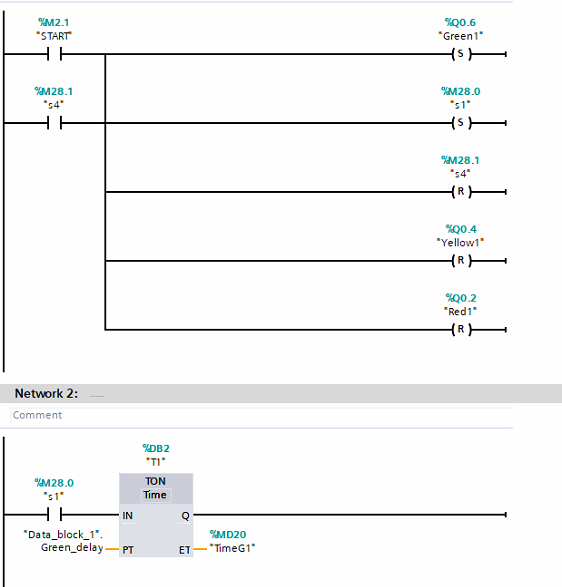 %M2.1 %Q0.6
"START" "Green1"
S
%M28.1 %M28.0
"s4" "s1"
S
%M28.1
"s4"
R
%Q0.4
"Yellow1"
R
%Q0.2
"Red1"
R
Network 2: .....
Comment
%DB2
"T1"
%M28.0 TON
"s1" Time
IN Q
"Data_block_1". %MD20
Green_delay PT ET "TimeG1"